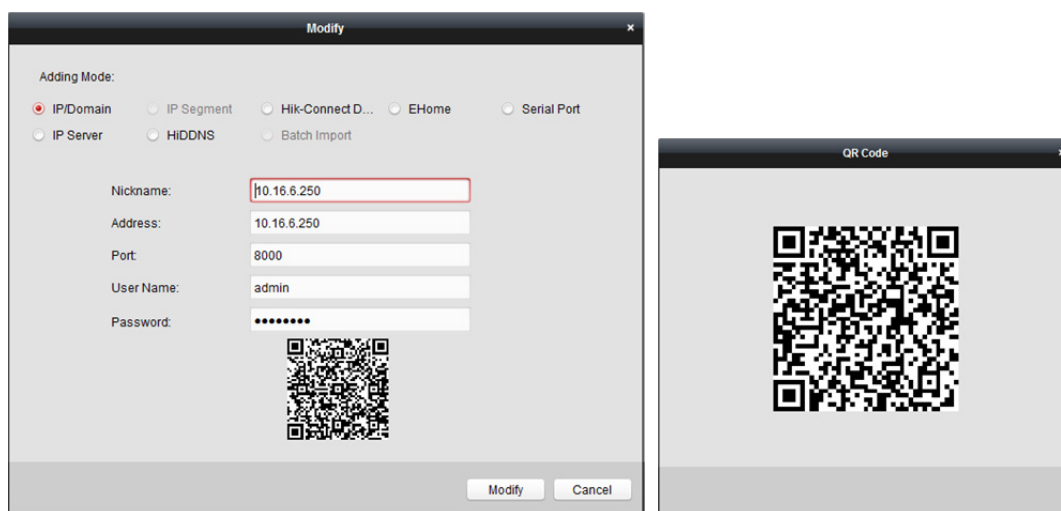 Modify
Adding Mode:
IP/Domain IP Segment Hik-Connect D... EHome Serial Port
IP Server HiDDNS Batch Import
Nickname: 10.16.6.250
Address: 10.16.6.250
Port: 8000
User Name: admin
Password: ••••••••
Modify Cancel
QR Code